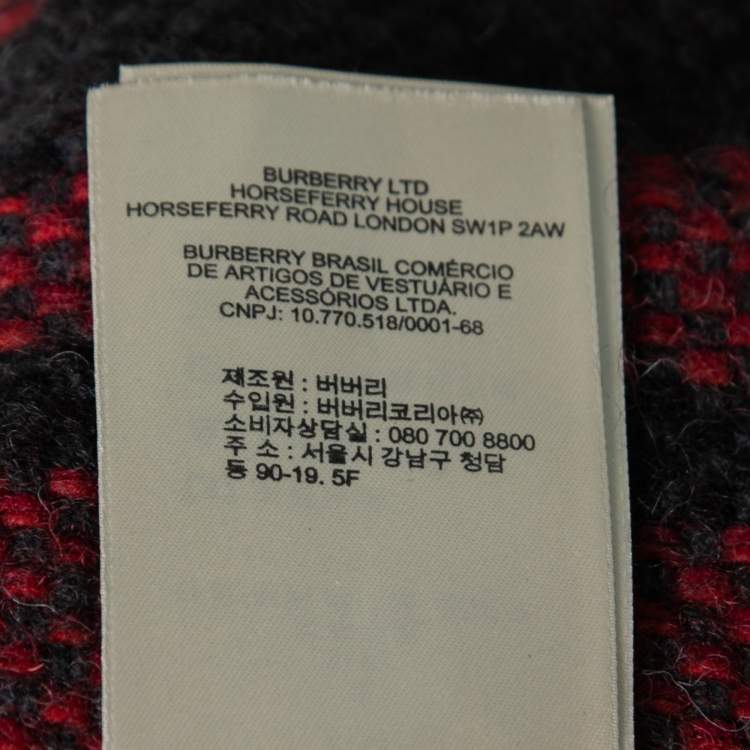 BURBERRY LTD
HORSEFERRY HOUSE
HORSEFERRY ROAD LONDON SW1P 2AW
BURBERRY BRASIL COMÉRCIO
DE ARTIGOS DE VESTUÁRIO E
ACESSÓRIOS LTDA.
CNPJ: 10.770.518/0001-68
제조원 : 버버리
수입원 : 버버리코리아㈜
소비자상담실 : 080 700 8800
주 소 : 서울시 강남구 청담
동 90-19. 5F